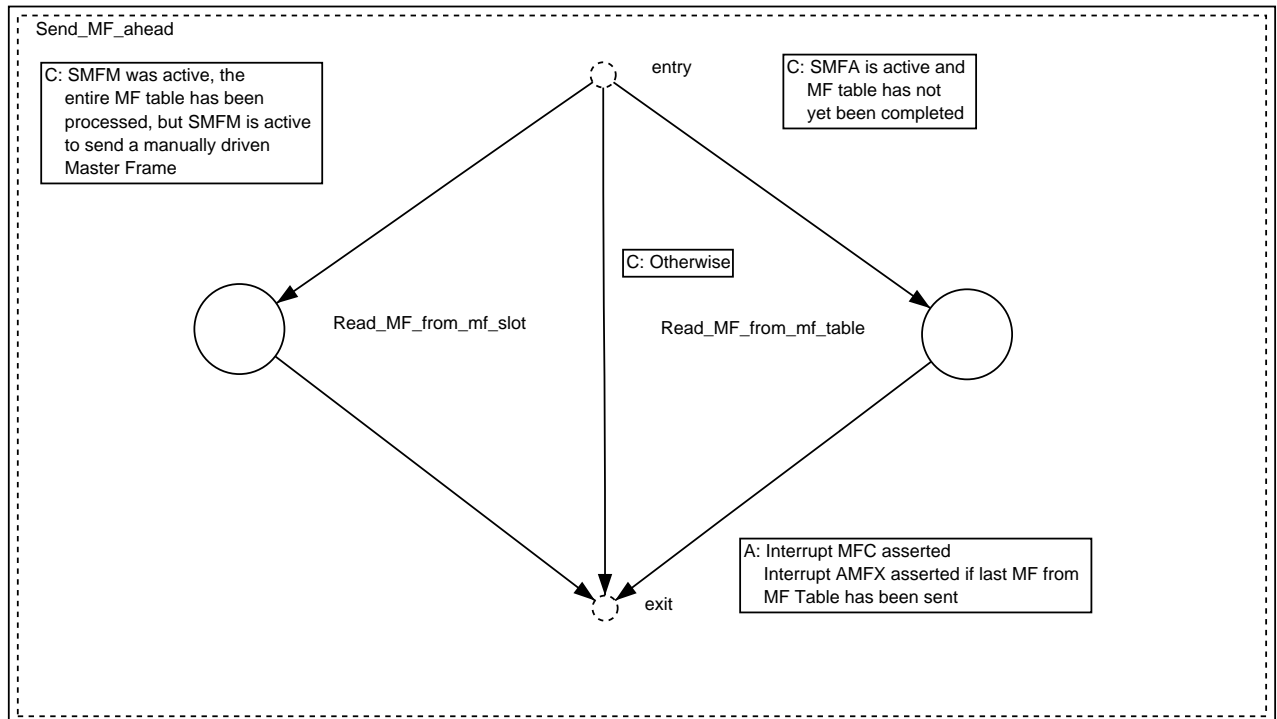 Send_MF_ahead
C: SMFM was active, the
entire MF table has been
processed, but SMFM is active
to send a manually driven
Master Frame
entry
C: SMFA is active and
MF table has not
yet been completed
C: Otherwise
Read_MF_from_mf_slot
Read_MF_from_mf_table
A: Interrupt MFC asserted
Interrupt AMFX asserted if last MF from
MF Table has been sent
exit